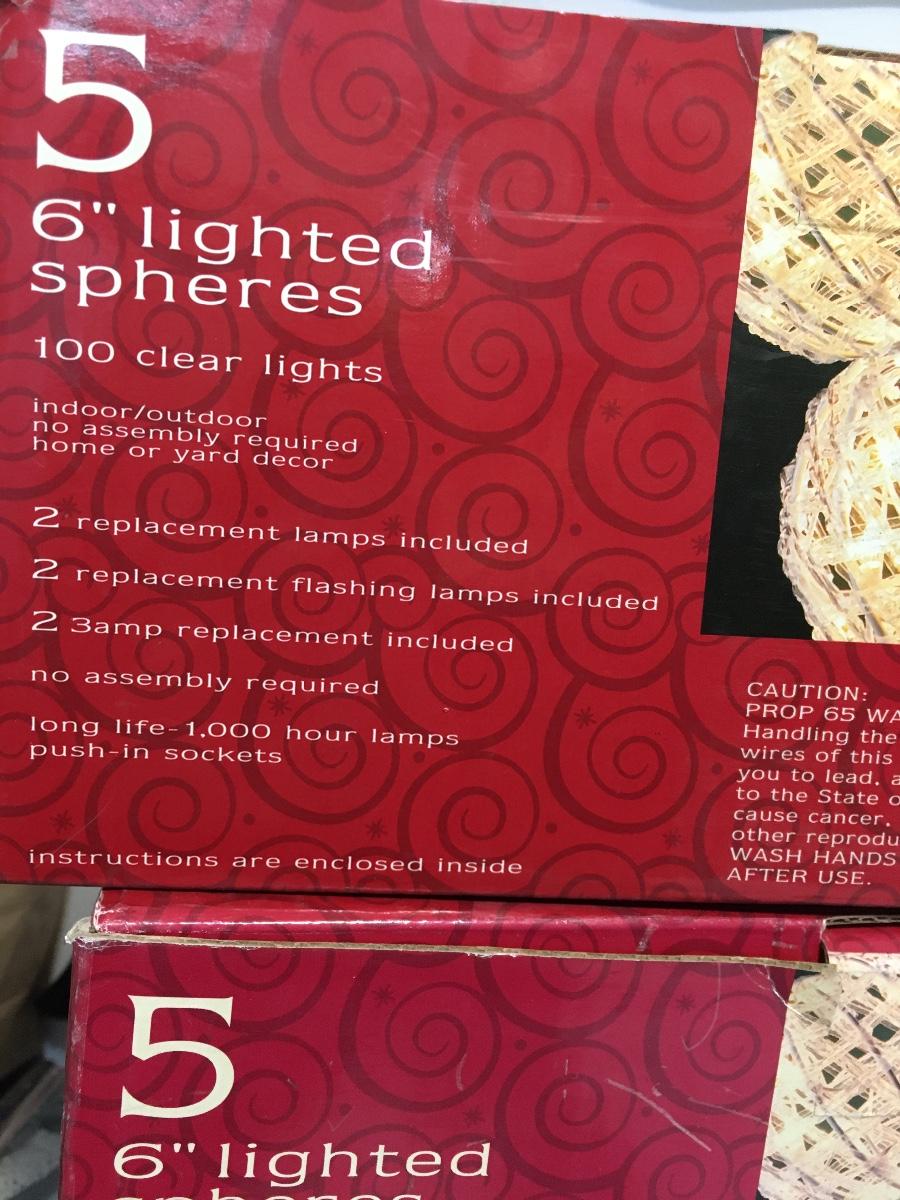 5
6" lighted
spheres
100 clear lights
indoor/outdoor
no assembly required
home or yard decor
2 replacement lamps included
2 replacement flashing lamps included
2 3amp replacement included
no assembly required
long life-1,000 hour lamps
push-in sockets
instructions are enclosed inside
CAUTION:
PROP 65
Handling the
wires of this
you to lead, a
to the State o
cause cancer,
other
WASH HANDS
AFTER USE.
5
6" lighted
spheres